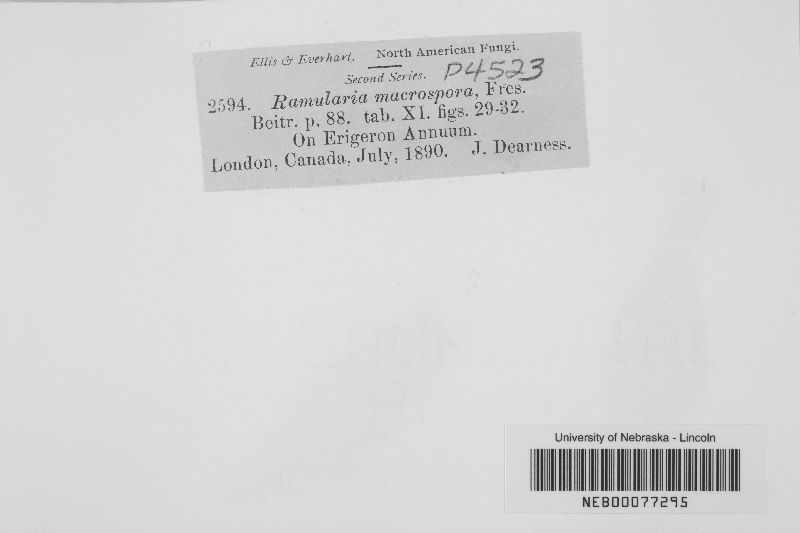 Ellis & Everhart. North American Fungi.
Second Series. P4523
2594. Ramularia macrospora, Fres.
Beitr. p. 88. tab. XI. figs. 29-32.
On Erigeron Annuum.
London, Canada, July, 1890. J. Dearness.
University of Nebraska - Lincoln
NEB00077295